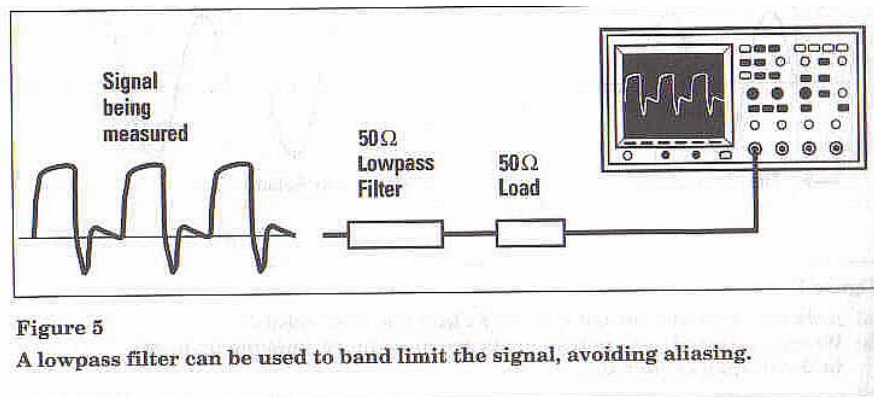 Signal
being
measured
50Ω
Lowpass
Filter
50Ω
Load
Figure 5
A lowpass filter can be used to band limit the signal, avoiding aliasing.